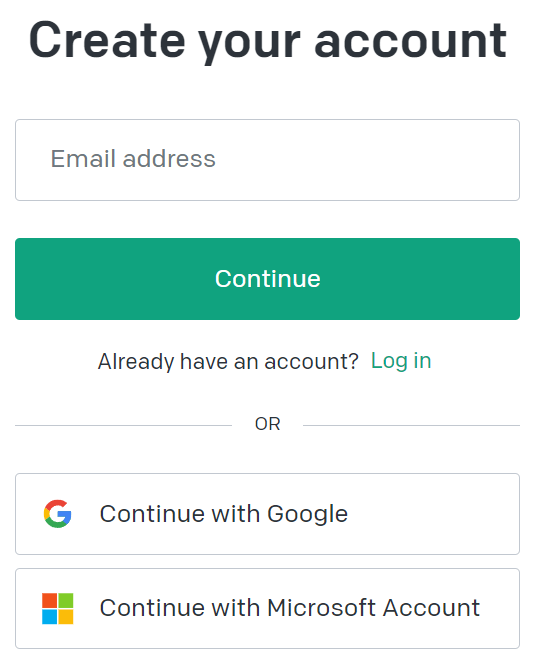 Create your account
Email address
Continue
Already have an account? Log in
OR
Continue with Google
Continue with Microsoft Account